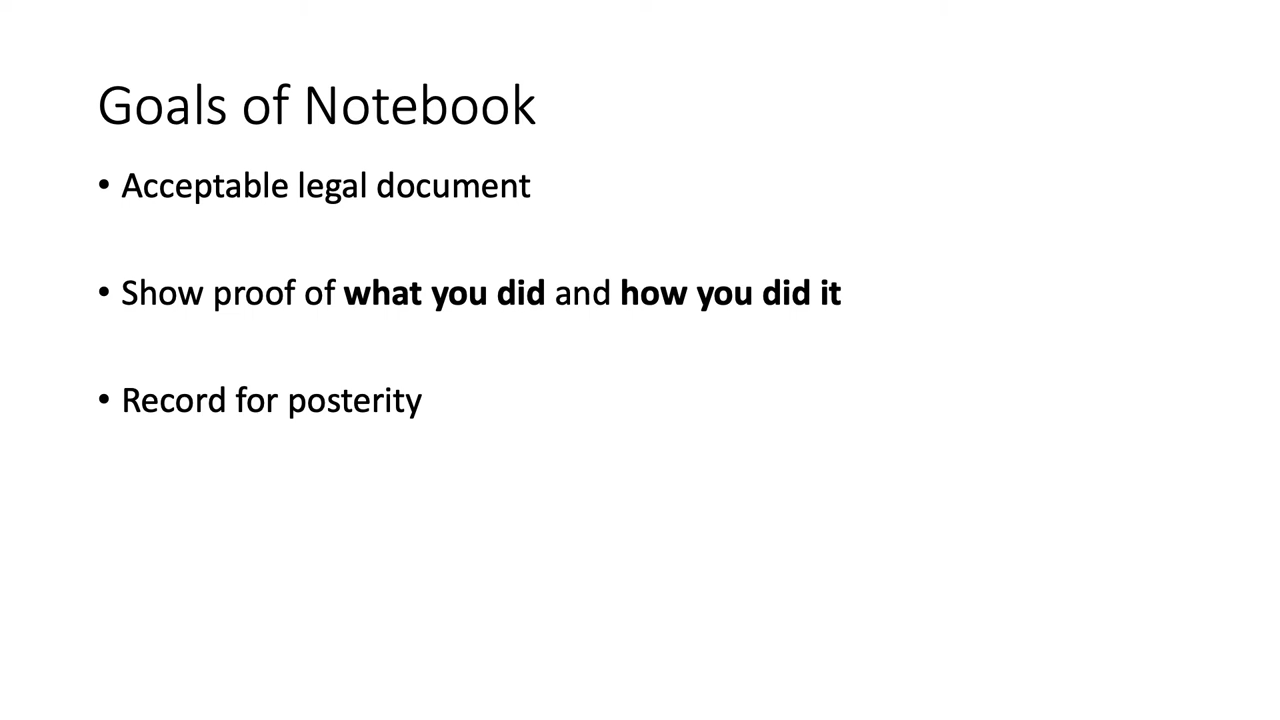 Goals of Notebook
• Acceptable legal document
• Show proof of what you did and how you did it
• Record for posterity